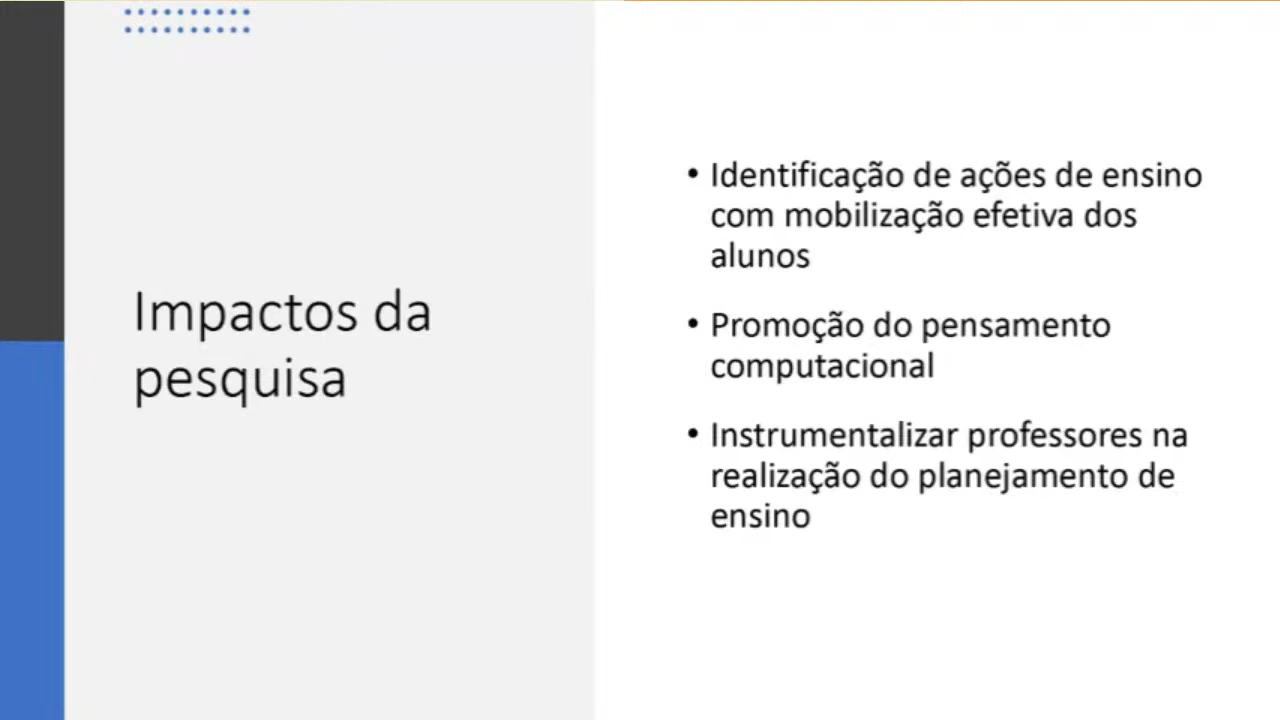 Impactos da
pesquisa
• Identificação de ações de ensino
com mobilização efetiva dos
alunos
• Promoção do pensamento
computacional
• Instrumentalizar professores na
realização do planejamento de
ensino